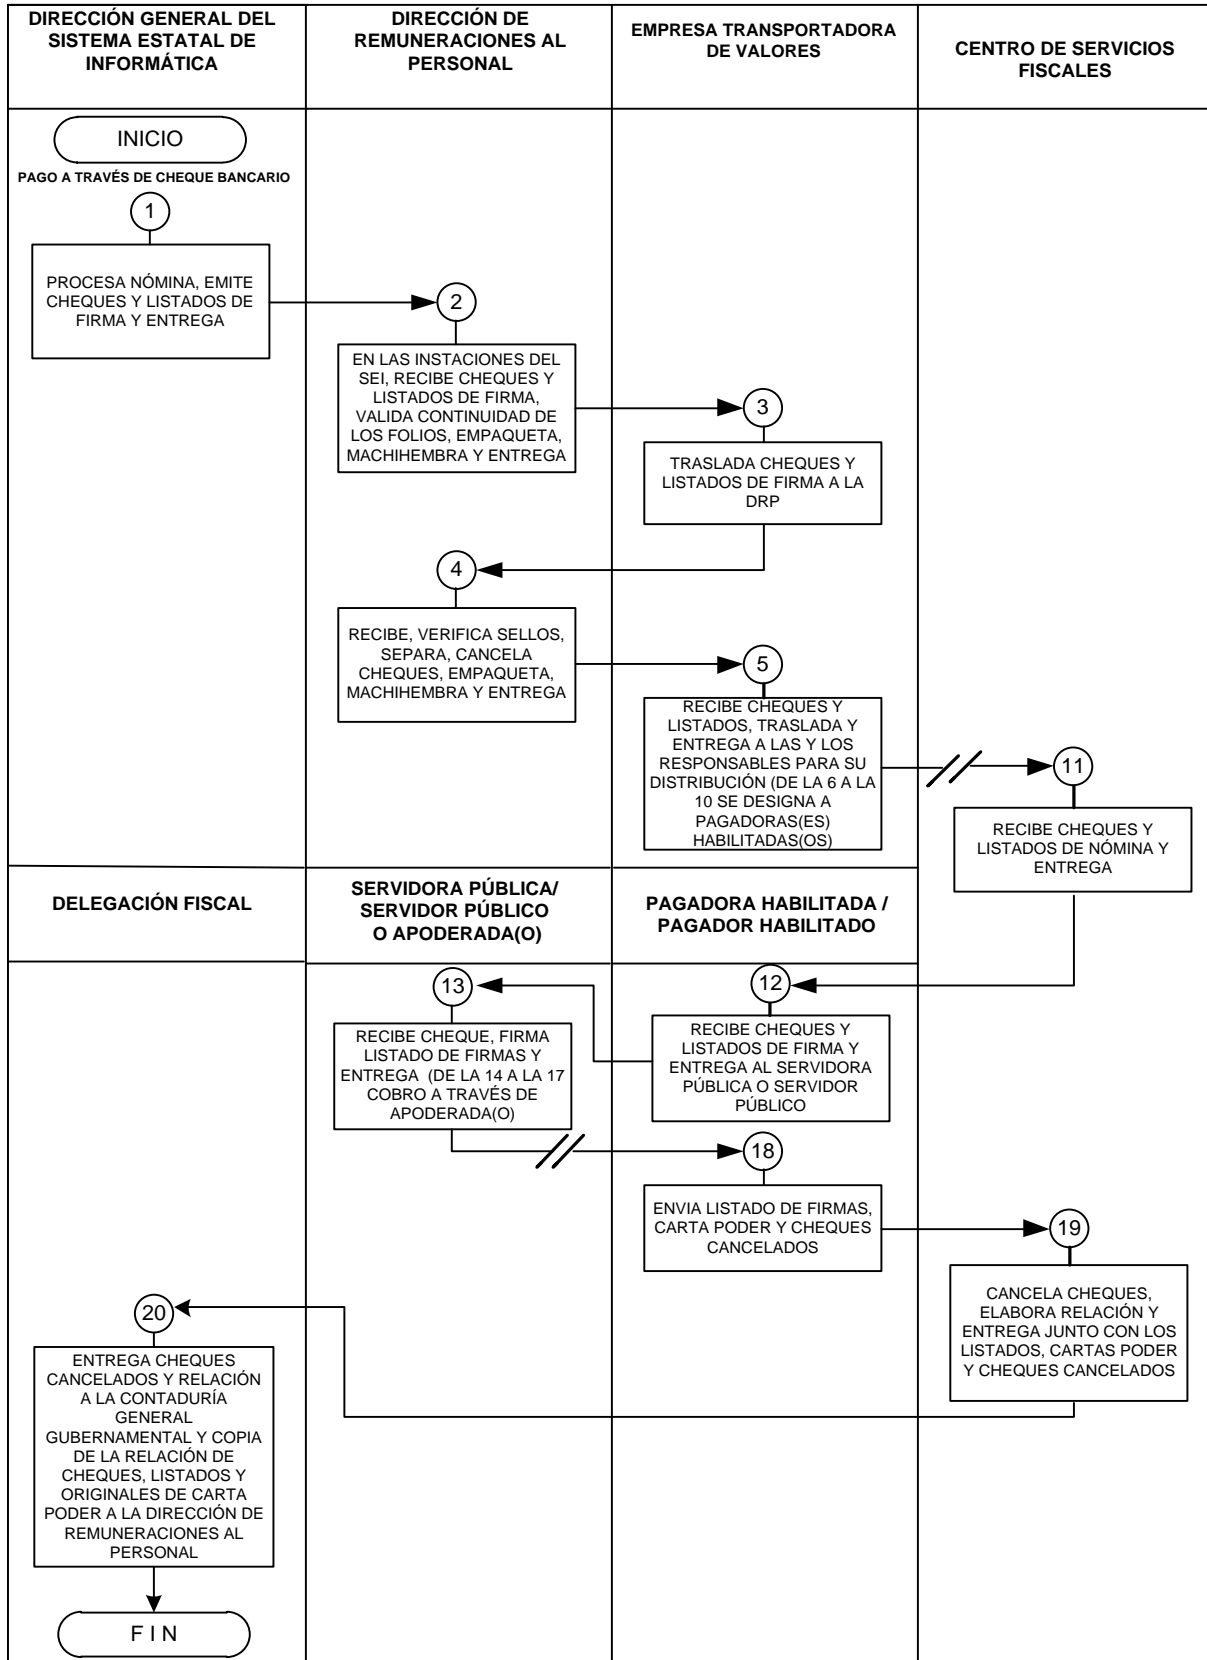 DIRECCIÓN GENERAL DEL
SISTEMA ESTATAL DE
INFORMÁTICA
DIRECCIÓN DE
REMUNERACIONES AL
PERSONAL
EMPRESA TRANSPORTADORA
DE VALORES
CENTRO DE SERVICIOS
FISCALES
INICIO
PAGO A TRAVÉS DE CHEQUE BANCARIO
1
PROCESA NÓMINA, EMITE
CHEQUES Y LISTADOS DE
FIRMA Y ENTREGA
2
EN LAS INSTACIONES DEL
SEI, RECIBE CHEQUES Y
LISTADOS DE FIRMA,
VALIDA CONTINUIDAD DE
LOS FOLIOS, EMPAQUETA,
MACHIHEMBRA Y ENTREGA
3
TRASLADA CHEQUES Y
LISTADOS DE FIRMA A LA
DRP
4
RECIBE, VERIFICA SELLOS,
SEPARA, CANCELA
CHEQUES, EMPAQUETA,
MACHIHEMBRA Y ENTREGA
5
RECIBE CHEQUES Y
LISTADOS, TRASLADA Y
ENTREGA A LAS Y LOS
RESPONSABLES PARA SU
DISTRIBUCIÓN (DE LA 6 A LA
10 SE DESIGNA A
PAGADORAS(ES)
HABILITADAS(OS)
11
RECIBE CHEQUES Y
LISTADOS DE NÓMINA Y
ENTREGA
DELEGACIÓN FISCAL
SERVIDORA PÚBLICA/
SERVIDOR PÚBLICO
O APODERADA(O)
PAGADORA HABILITADA /
PAGADOR HABILITADO
12
RECIBE CHEQUES Y
LISTADOS DE FIRMA Y
ENTREGA AL SERVIDORA
PÚBLICA O SERVIDOR
PÚBLICO
13
RECIBE CHEQUE, FIRMA
LISTADO DE FIRMAS Y
ENTREGA (DE LA 14 A LA 17
COBRO A TRAVÉS DE
APODERADA(O)
18
ENVIA LISTADO DE FIRMAS,
CARTA PODER Y CHEQUES
CANCELADOS
19
CANCELA CHEQUES,
ELABORA RELACIÓN Y
ENTREGA JUNTO CON LOS
LISTADOS, CARTAS PODER
Y CHEQUES CANCELADOS
20
ENTREGA CHEQUES
CANCELADOS Y RELACIÓN
A LA CONTADURÍA
GENERAL
GUBERNAMENTAL Y COPIA
DE LA RELACIÓN DE
CHEQUES, LISTADOS Y
ORIGINALES DE CARTA
PODER A LA DIRECCIÓN DE
REMUNERACIONES AL
PERSONAL
F I N